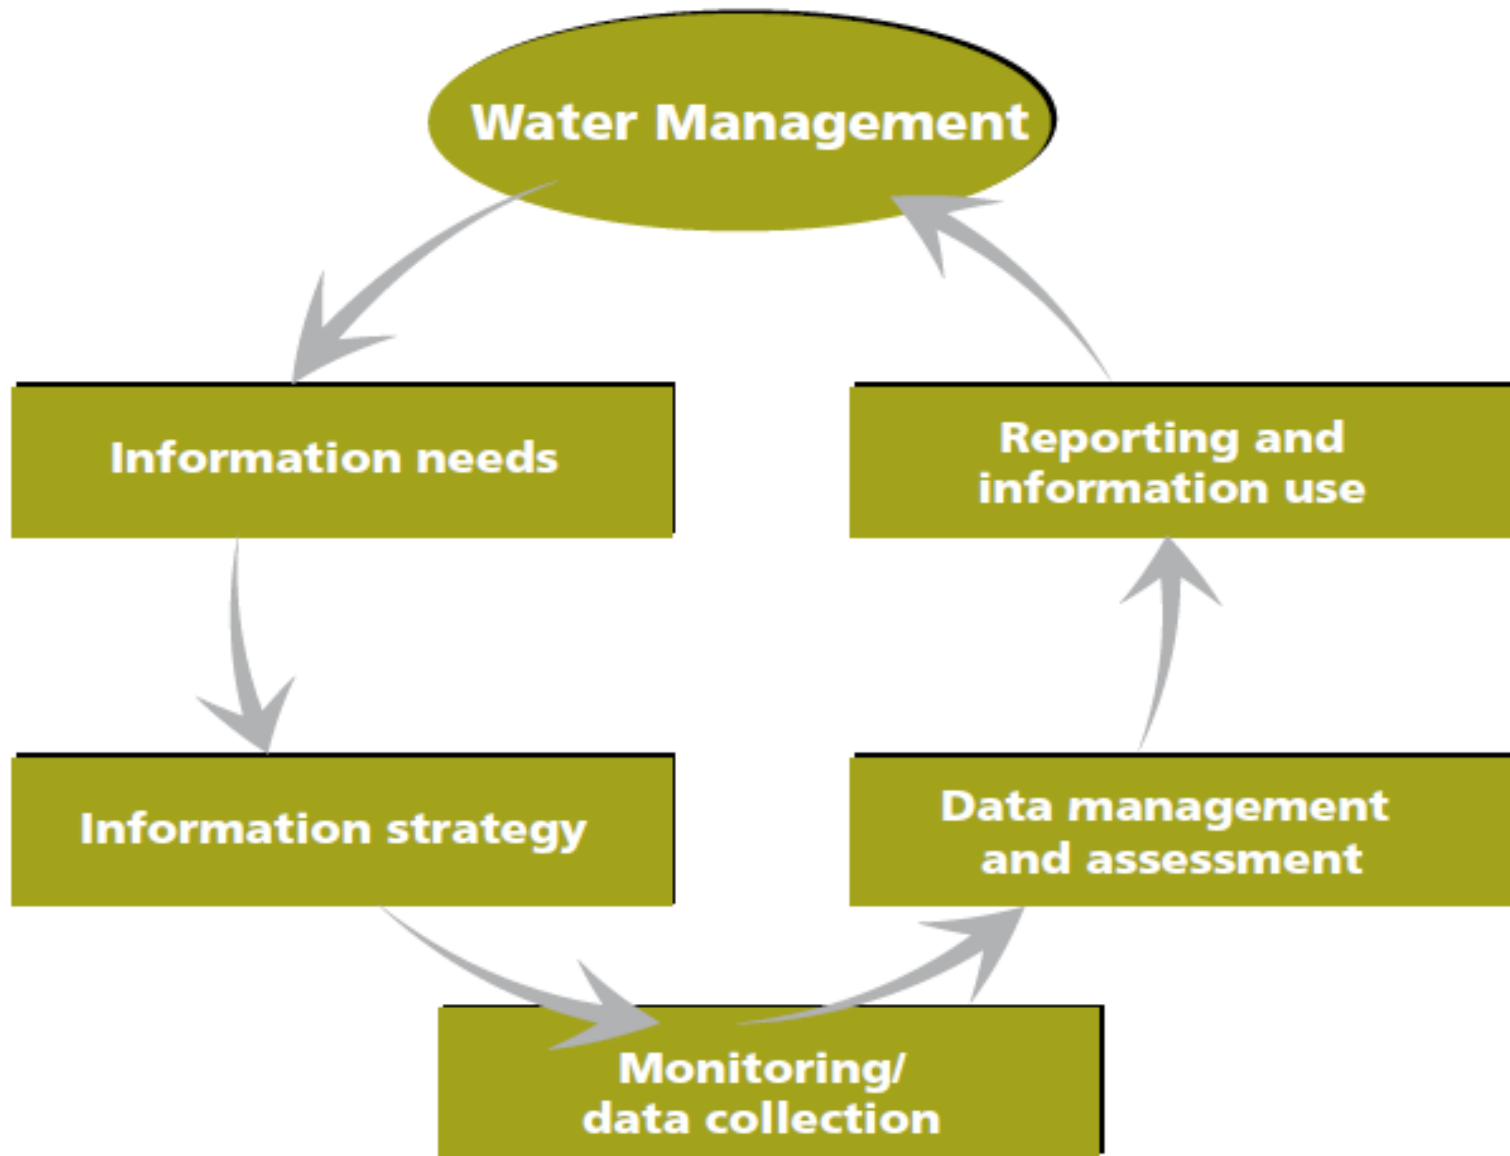 Water Management
Information needs
Reporting and
information use
Information strategy
Data management
and assessment
Monitoring/
data collection